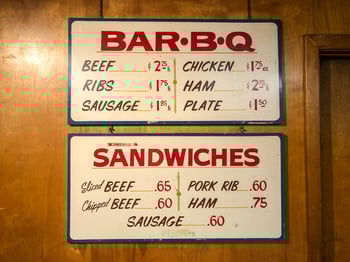 BAR•B•Q
BEEF $2.25 CHICKEN $1.75
RIBS $1.75 HAM $2.25
SAUSAGE $1.85 PLATE $1.50
SANDWICHES
Sliced BEEF .65 PORK RIB .60
Chipped BEEF .60 HAM .75
SAUSAGE .60